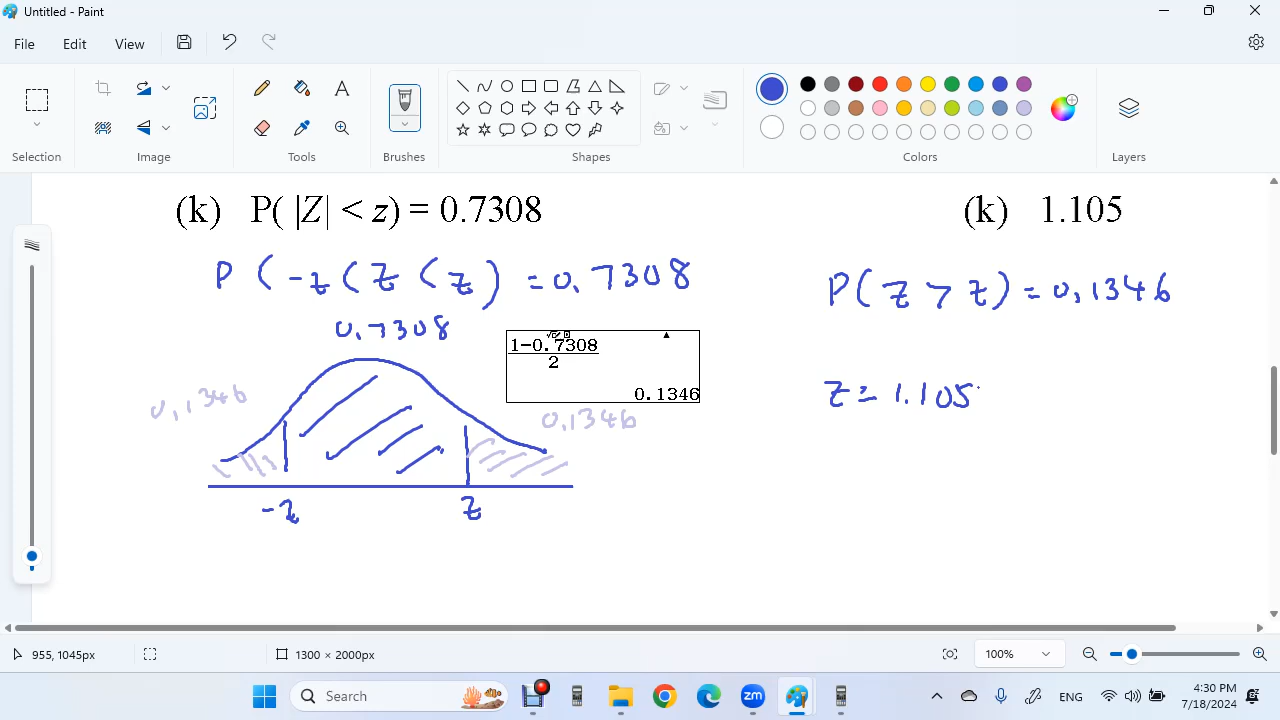 Untitled - Paint
File Edit View
Selection Image Tools Brushes Shapes Colors Layers
(k) P( |Z| < z) = 0.7308
(k) 1.105
P (-z < Z < z) = 0.7308
P(Z > z) = 0.1346
0.7308
1-0.7308
2
0.1346
0.1346
0.1346
z = 1.105
-z
z
955, 1045px
1300 × 2000px
100%
Search
zm
ENG
4:30 PM
7/18/2024